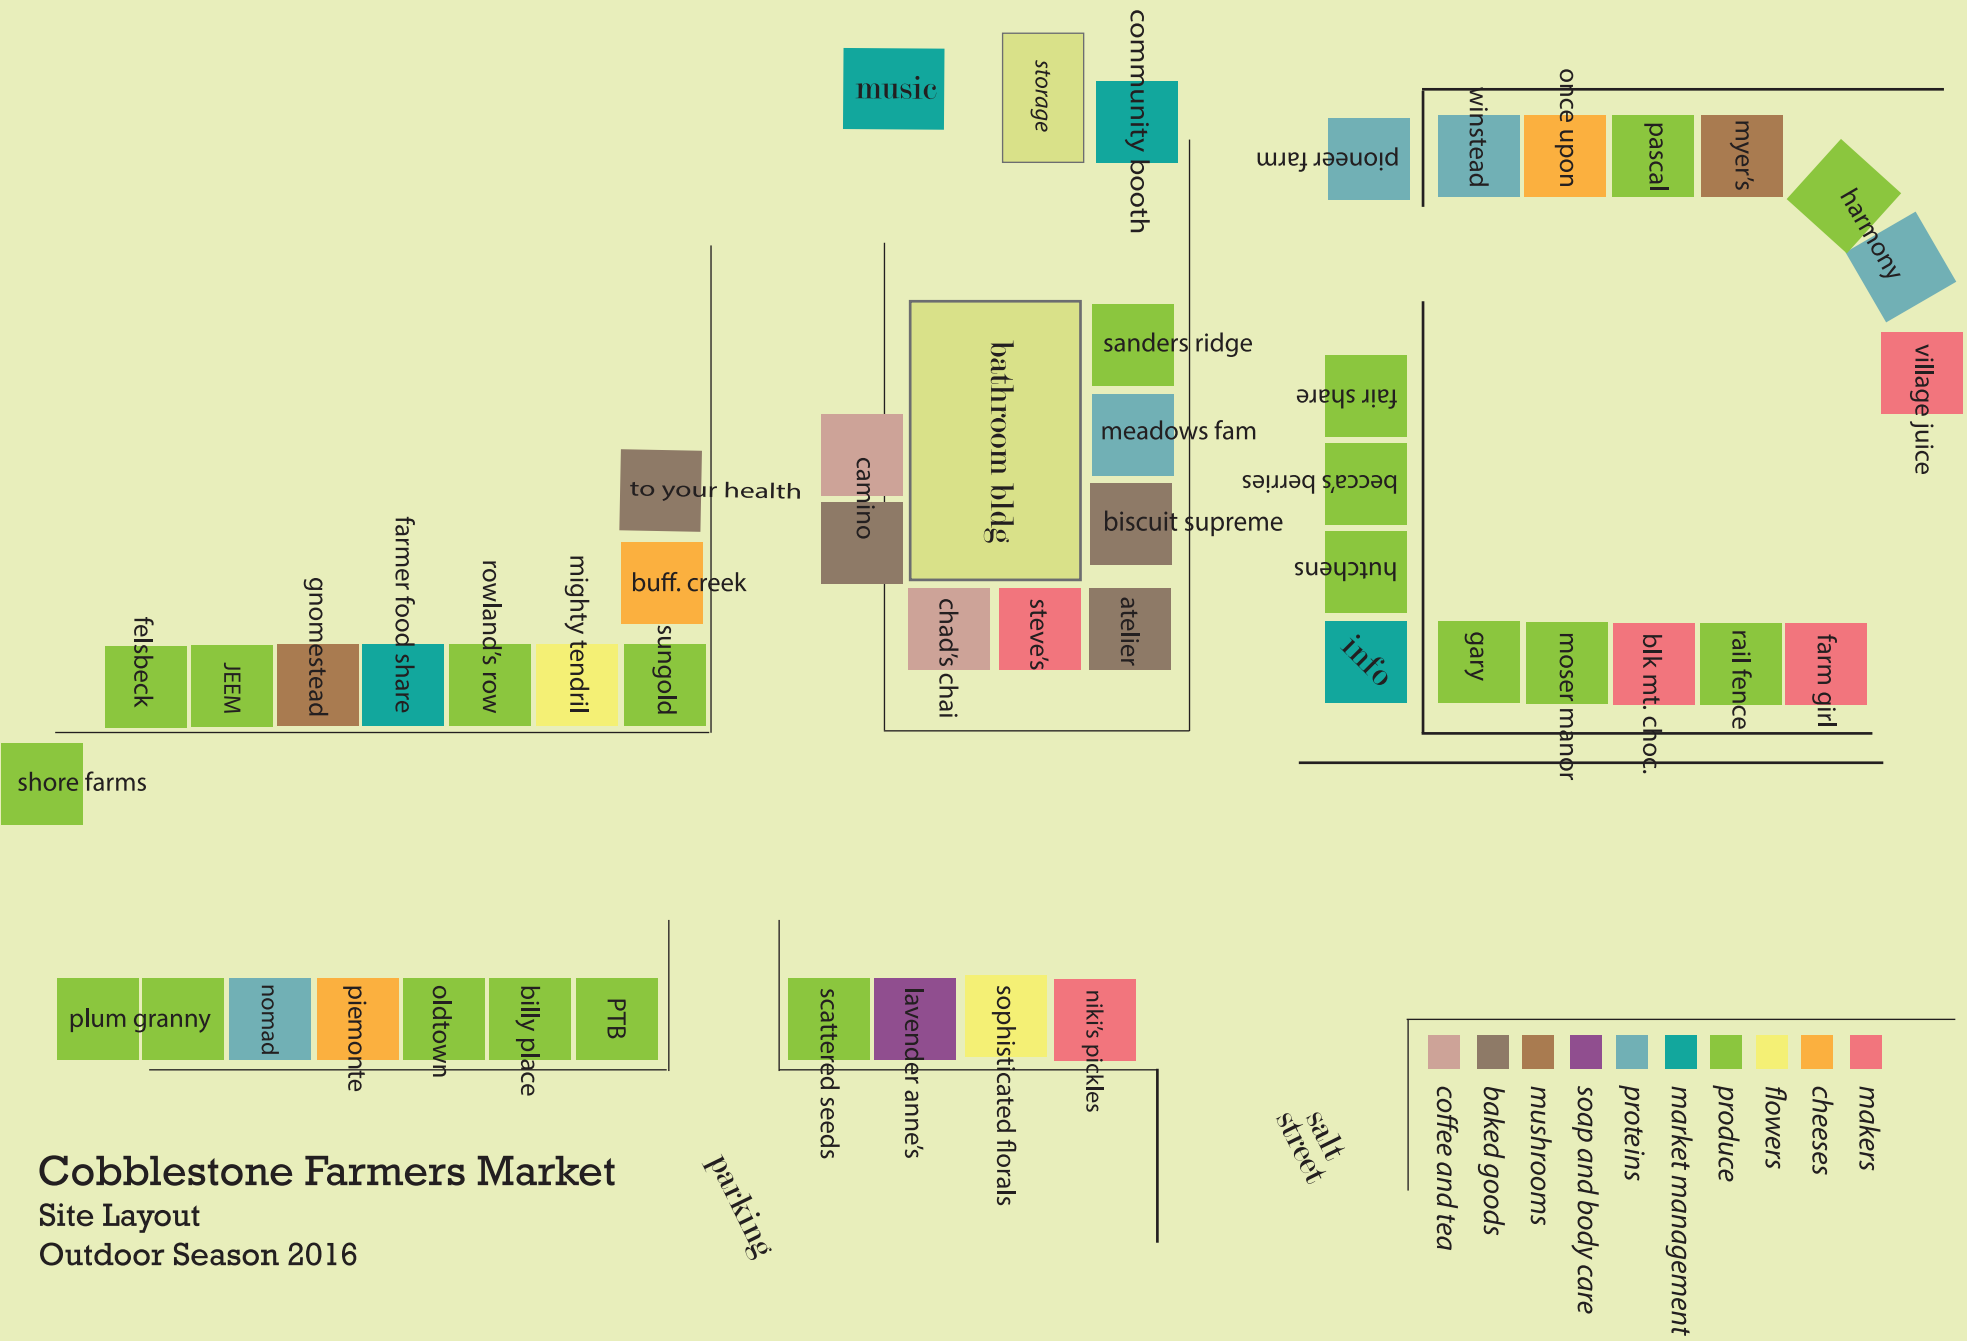 music
storage
community booth
pioneer farm
winstead
once upon
pascal
myer's
harmony
village juice
bathroom bldg
sanders ridge
meadows fam
biscuit supreme
camino
chad's chai
steve's
atelier
fair share
becca's berries
hutchens
info
gary
moser manor
blk mt. choc.
rail fence
farm girl
to your health
buff. creek
felsbeck
JEEM
gnomestead
farmer food share
rowland's row
mighty tendril
sungold
shore farms
plum granny
nomad
piemonte
oldtown
billy place
PTB
scattered seeds
lavender anne's
sophisticated florals
niki's pickles
parking
salt
street
coffee and tea
baked goods
mushrooms
soap and body care
proteins
market management
produce
flowers
cheeses
makers
Cobblestone Farmers Market
Site Layout
Outdoor Season 2016